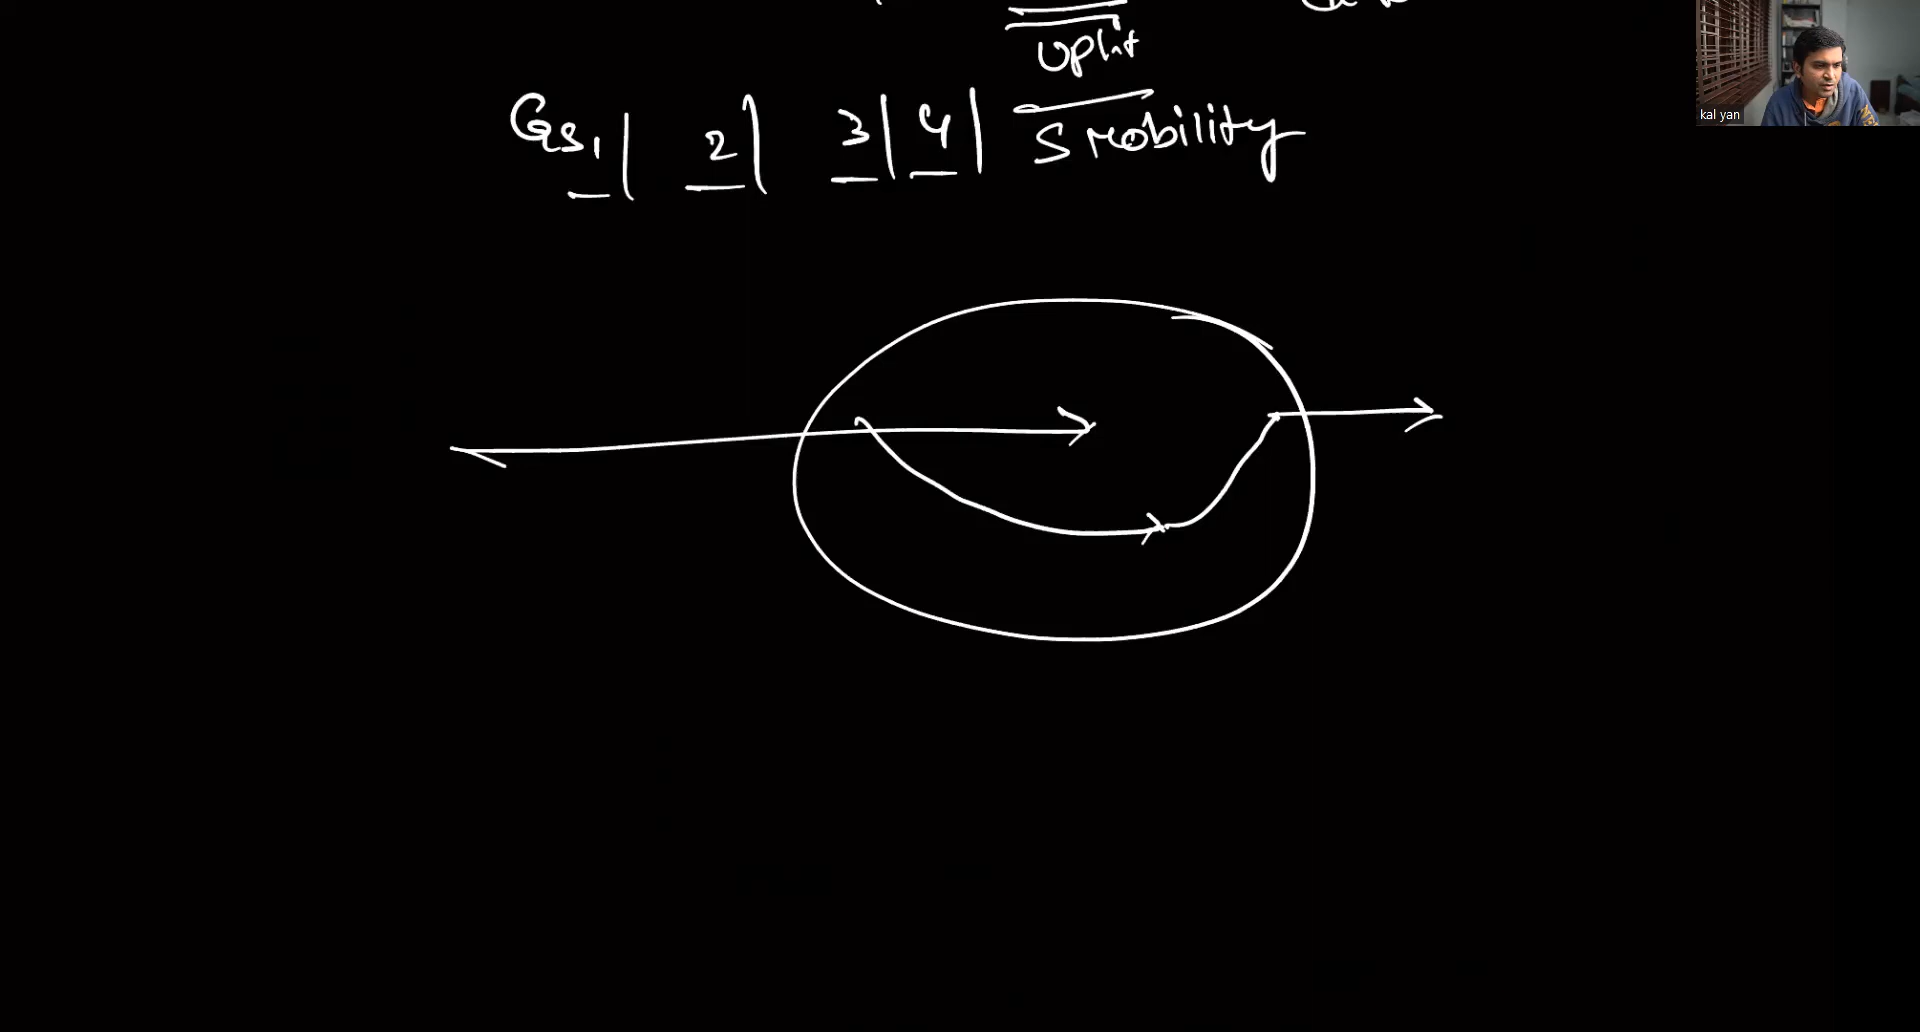 Uplift
GS1 | 2 | 3 | 4 | S Mobility
kal yan